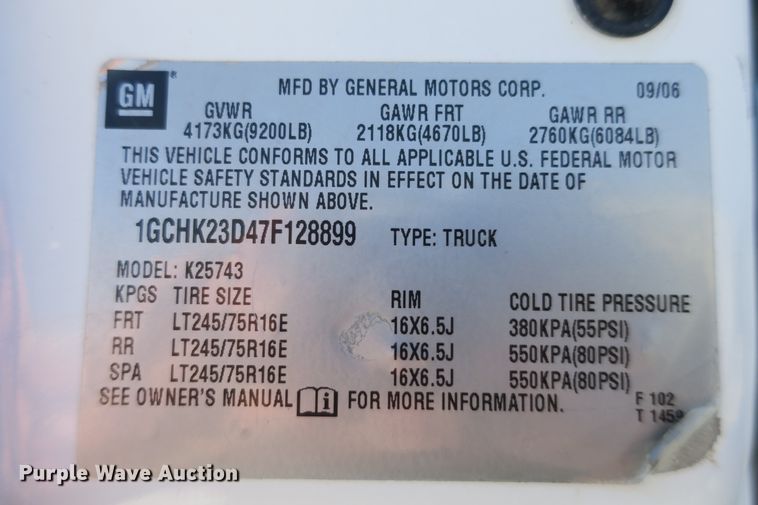 GM®
MFD BY GENERAL MOTORS CORP. 09/06
GVWR GAWR FRT GAWR RR
4173KG(9200LB) 2118KG(4670LB) 2760KG(6084LB)
THIS VEHICLE CONFORMS TO ALL APPLICABLE U.S. FEDERAL MOTOR
VEHICLE SAFETY STANDARDS IN EFFECT ON THE DATE OF
MANUFACTURE SHOWN ABOVE.
1GCHK23D47F128899 TYPE: TRUCK
MODEL: K25743
KPGS TIRE SIZE RIM COLD TIRE PRESSURE
FRT LT245/75R16E 16X6.5J 380KPA(55PSI)
RR LT245/75R16E 16X6.5J 550KPA(80PSI)
SPA LT245/75R16E 16X6.5J 550KPA(80PSI)
SEE OWNER'S MANUAL i FOR MORE INFORMATION.
F 102
T 1459
Purple Wave Auction